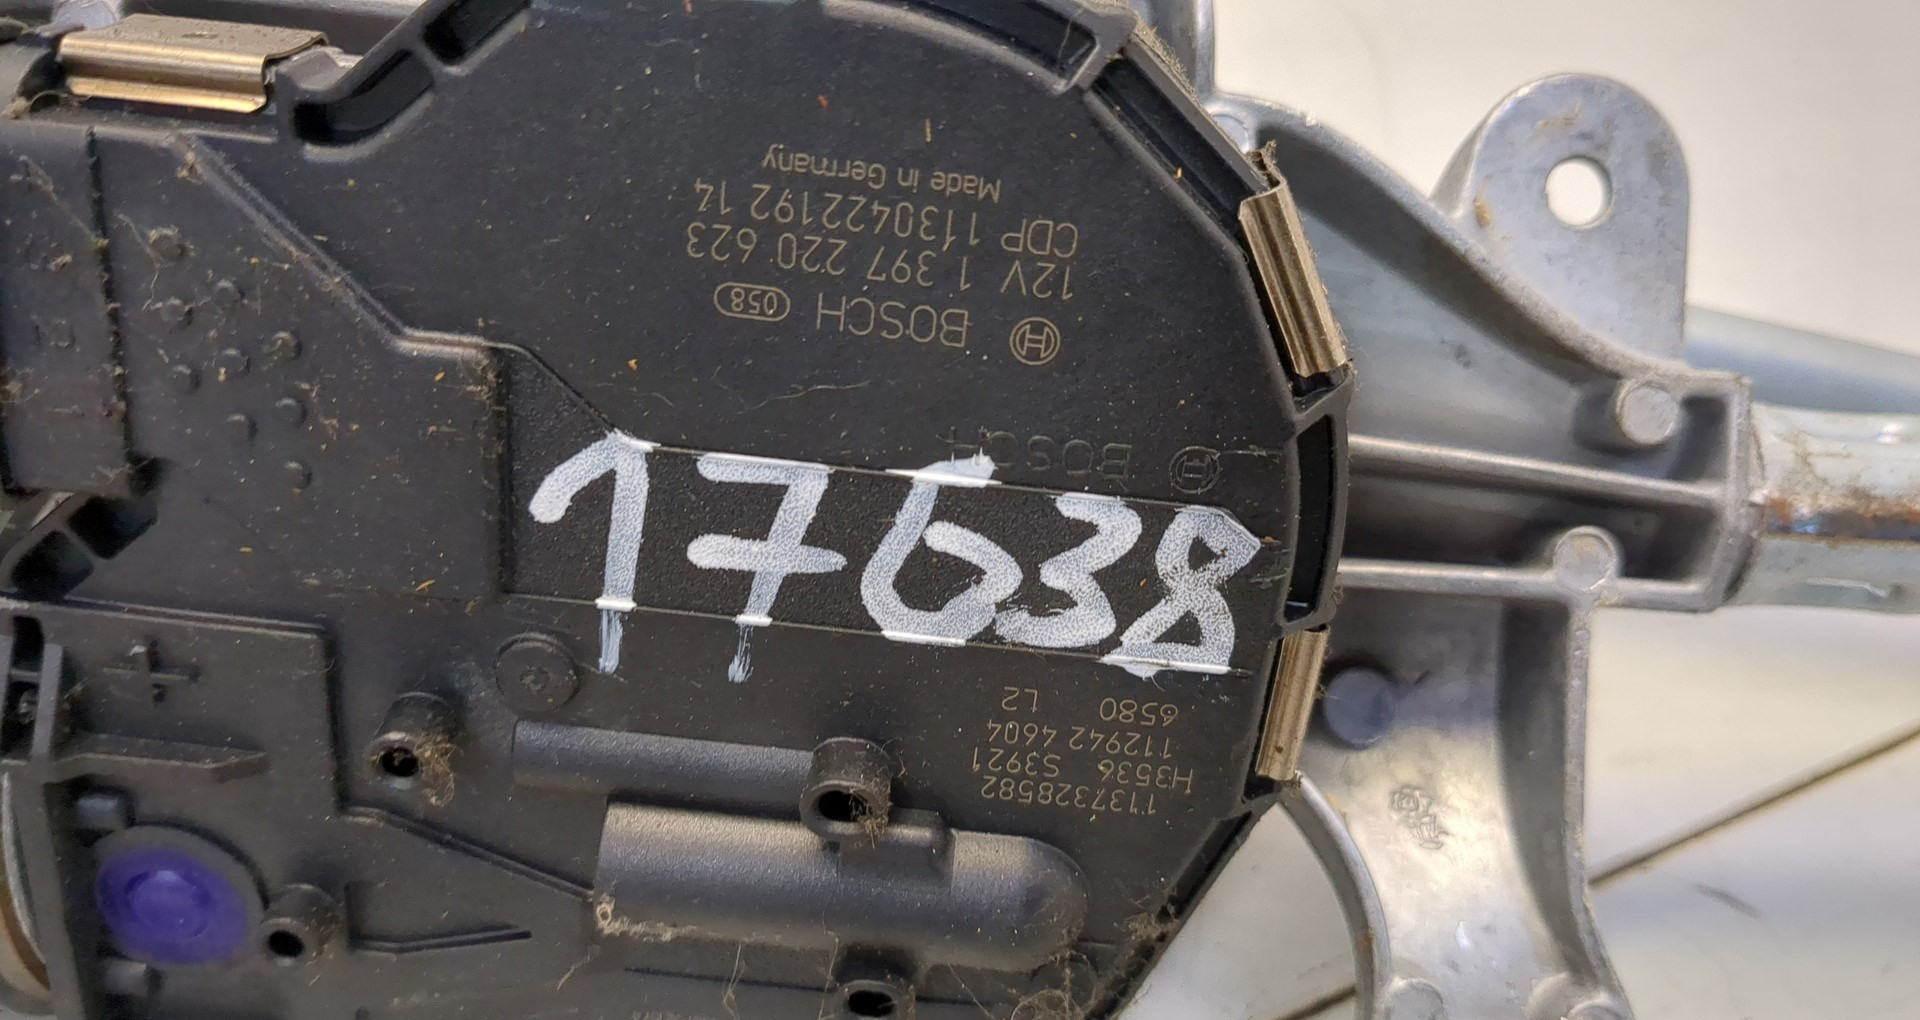 BOSCH 058
12V 1 397 220 623
CDP 1130422192 14
Made in Germany
BOSCH
17638
1137328582
H3536 S3921
112942 4604
6580 L2